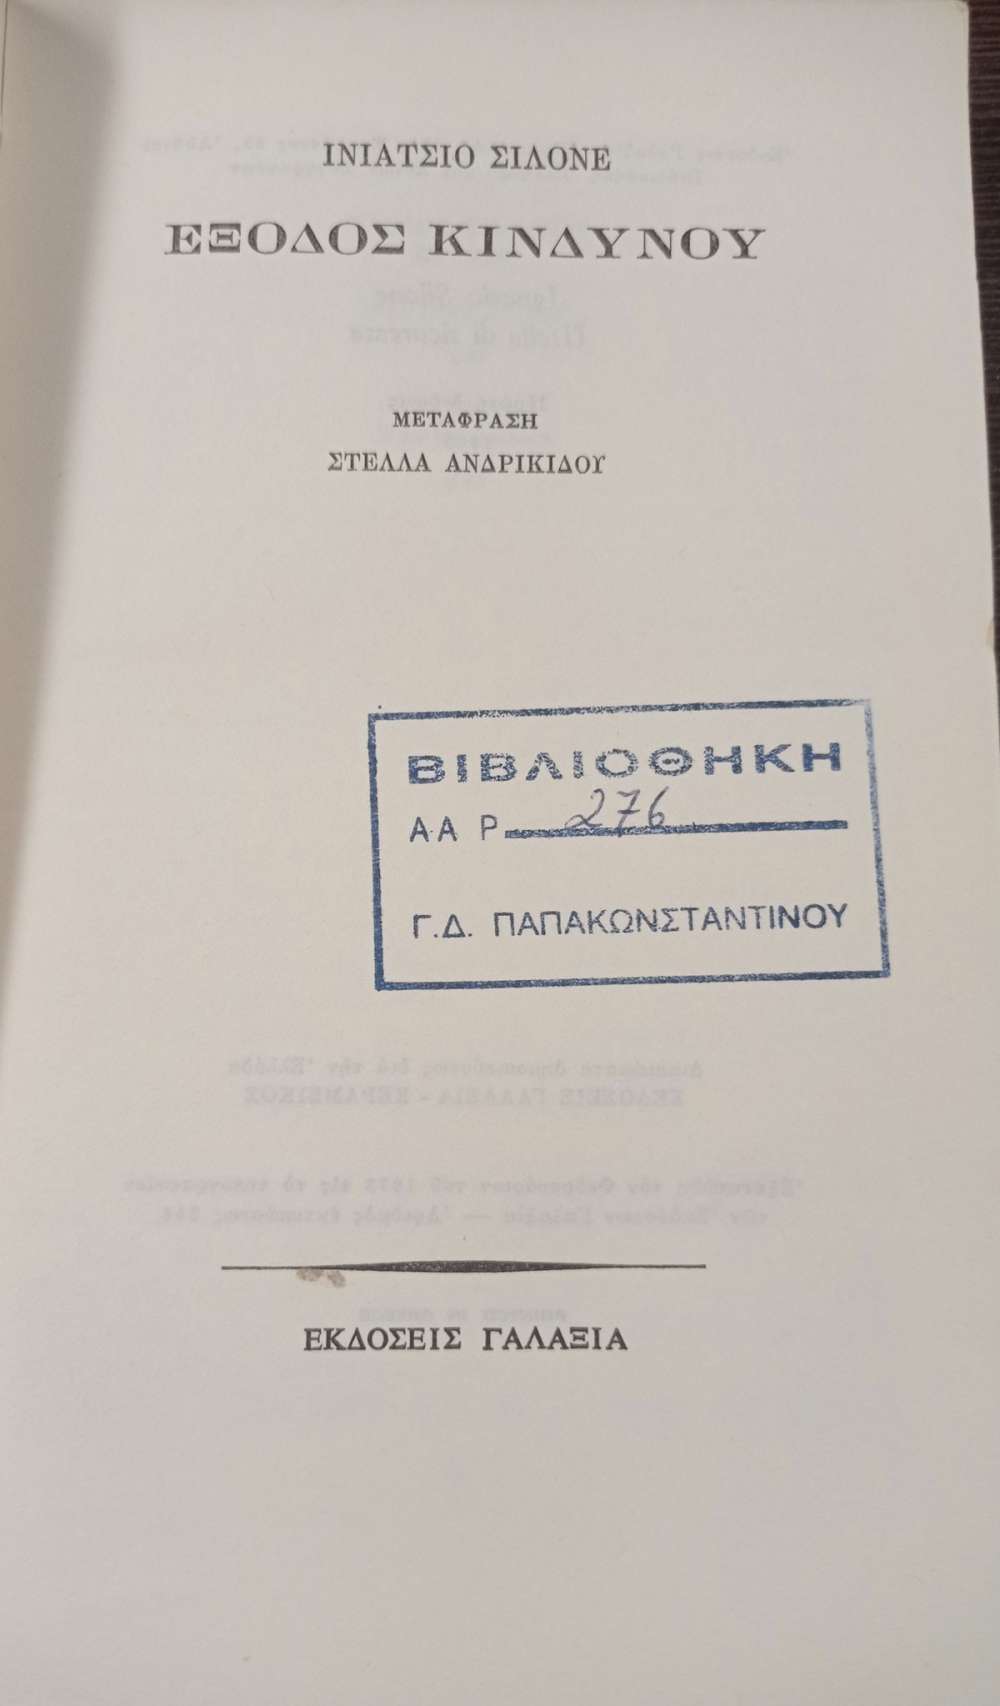 ΙΝΙΑΤΣΙΟ ΣΙΛΟΝΕ
ΕΞΟΔΟΣ ΚΙΝΔΥΝΟΥ
ΜΕΤΑΦΡΑΣΗ
ΣΤΕΛΛΑ ΑΝΔΡΙΚΙΔΟΥ
ΒΙΒΛΙΟΘΗΚΗ
Α.Α Ρ 276
Γ.Δ. ΠΑΠΑΚΩΝΣΤΑΝΤΙΝΟΥ
ΕΚΔΟΣΕΙΣ ΓΑΛΑΞΙΑ